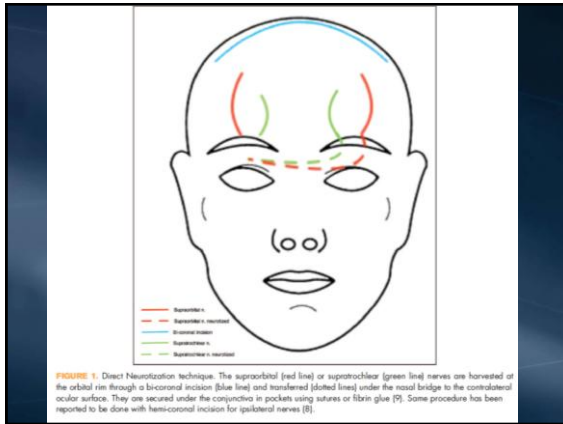 Supraorbital n.
Supraorbital n. neurotized
Bi-coronal incision
Supratrochlear n.
Supratrochlear n. neurotized
FIGURE 1. Direct Neurotization technique. The supraorbital (red line) or supratrochlear (green line) nerves are harvested at
the orbital rim through a bi-coronal incision (blue line) and transferred (dotted lines) under the nasal bridge to the contralateral
ocular surface. They are secured under the conjunctiva in pockets using sutures or fibrin glue (9). Same procedure has been
reported to be done with hemi-coronal incision for ipsilateral nerves (8).